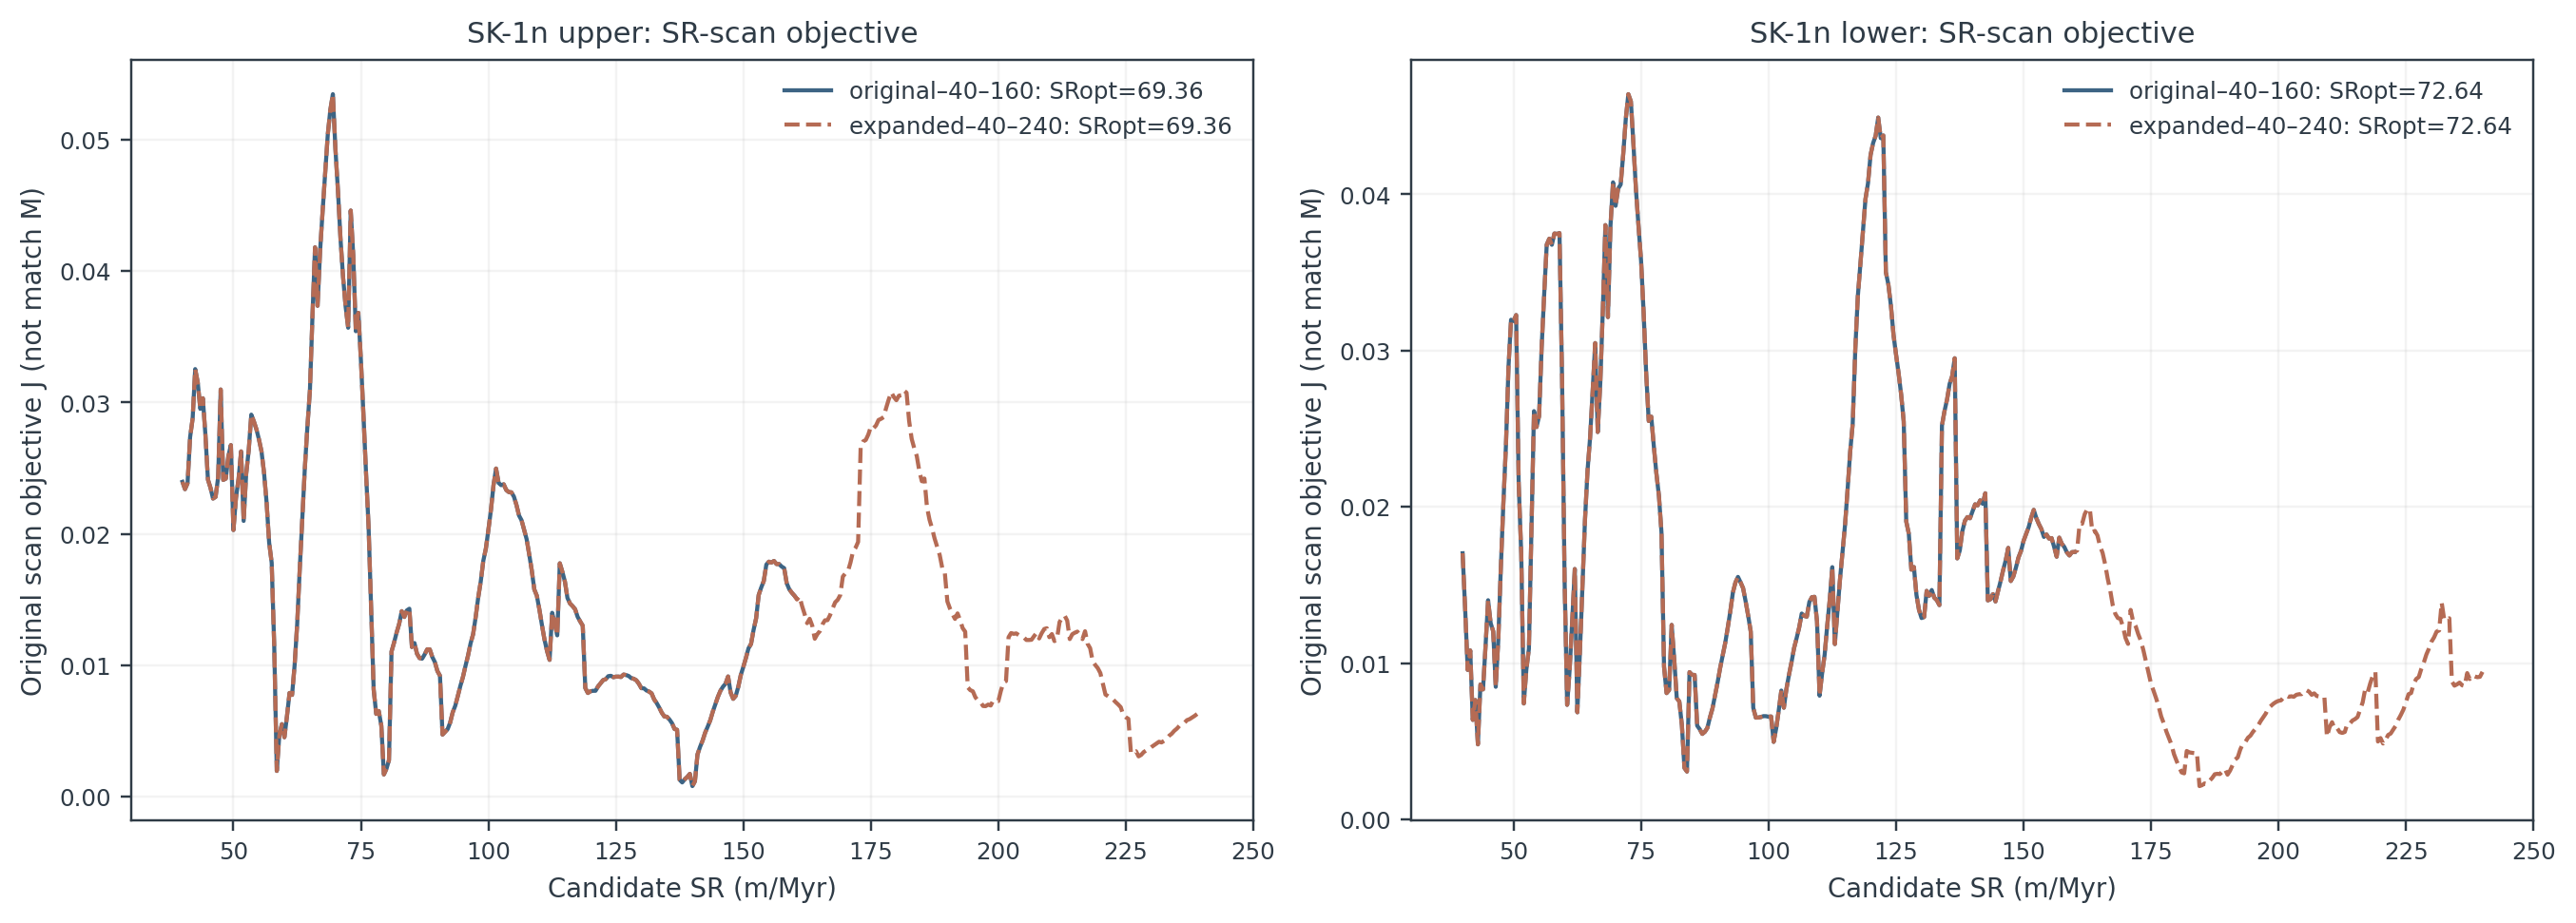 SK-1n upper: SR-scan objective
original–40–160: SRopt=69.36
expanded–40–240: SRopt=69.36
Original scan objective J (not match M)
0.05
0.04
0.03
0.02
0.01
0.00
50 75 100 125 150 175 200 225 250
Candidate SR (m/Myr)
SK-1n lower: SR-scan objective
original–40–160: SRopt=72.64
expanded–40–240: SRopt=72.64
Original scan objective J (not match M)
0.04
0.03
0.02
0.01
0.00
50 75 100 125 150 175 200 225 250
Candidate SR (m/Myr)